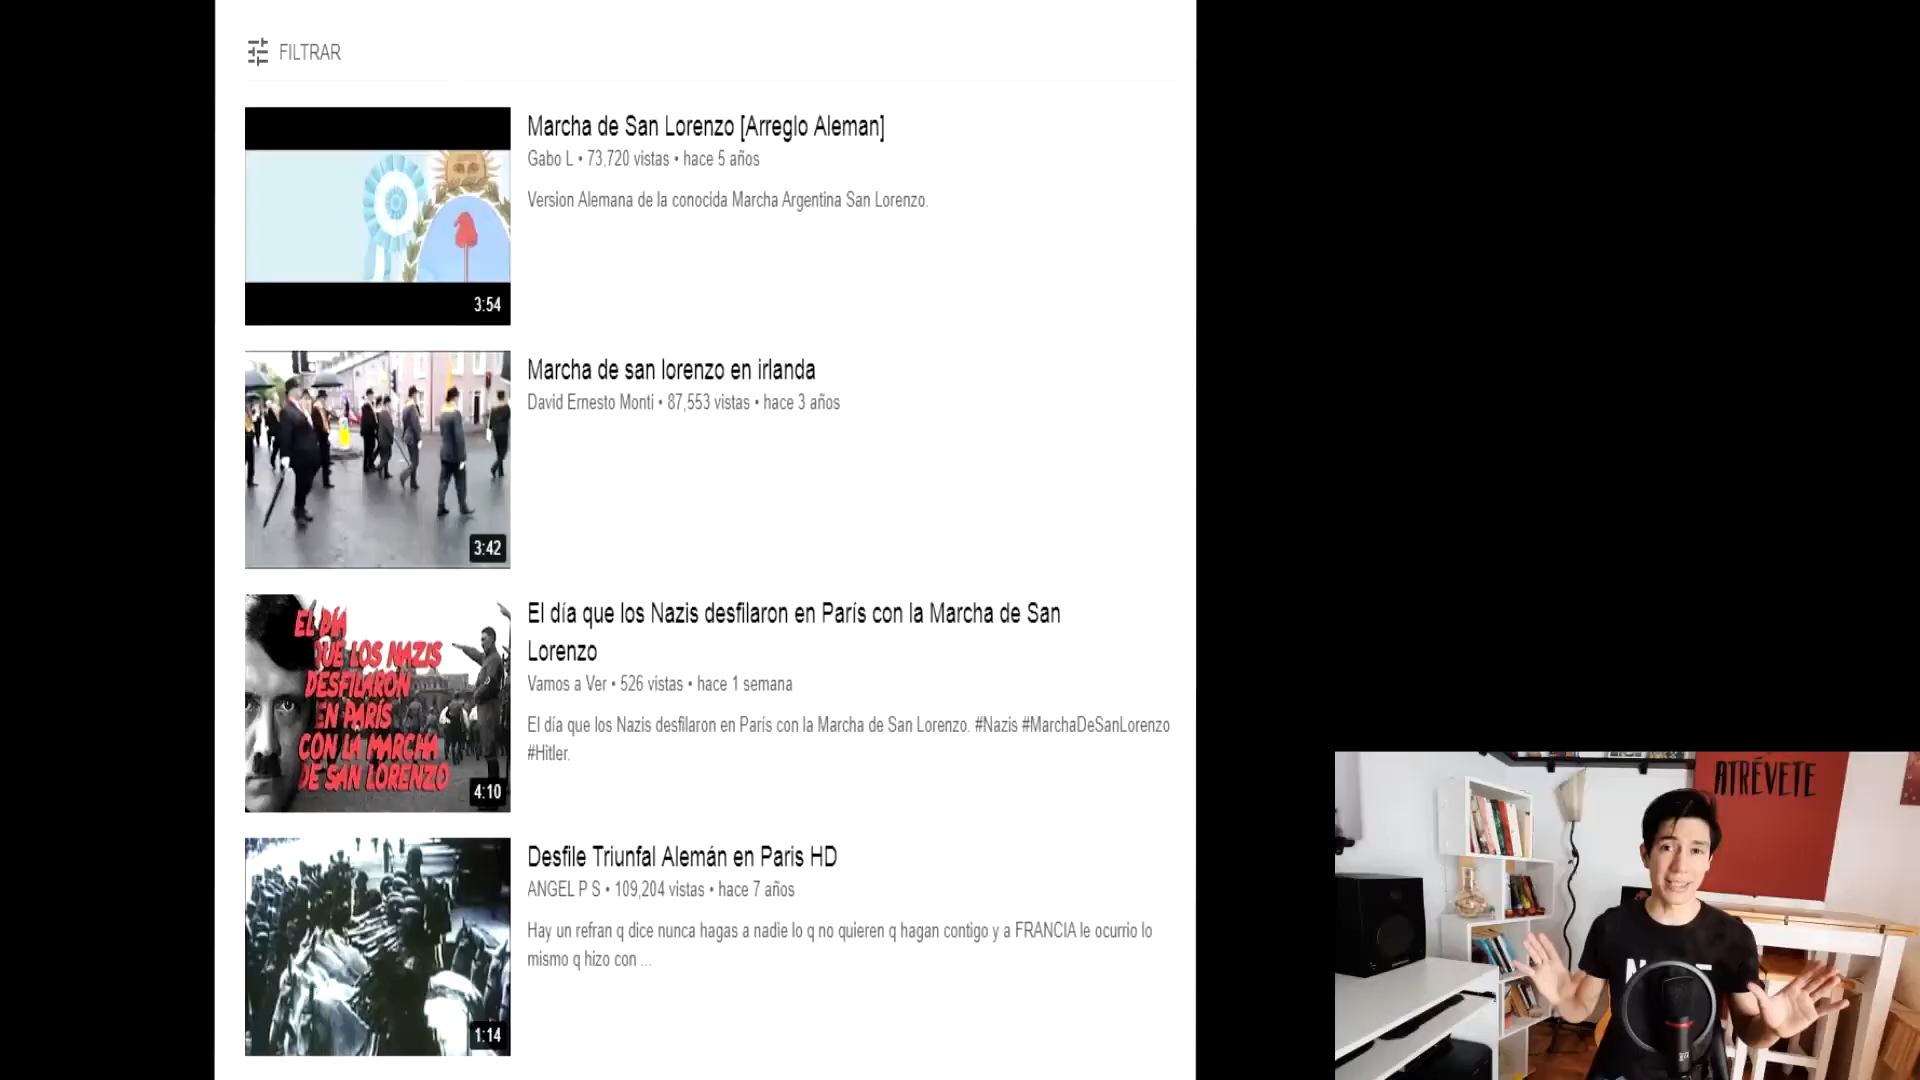 FILTRAR
Marcha de San Lorenzo [Arreglo Aleman]
Gabo L • 73,720 vistas • hace 5 años
Version Alemana de la conocida Marcha Argentina San Lorenzo.
3:54
Marcha de san lorenzo en irlanda
David Ernesto Monti • 87,553 vistas • hace 3 años
3:42
El día que los Nazis desfilaron en París con la Marcha de San
Lorenzo
Vamos a Ver • 526 vistas • hace 1 semana
El día que los Nazis desfilaron en París con la Marcha de San Lorenzo. #Nazis #MarchaDeSanLorenzo
#Hitler.
EL DÍA
QUE LOS NAZIS
DESFILARON
EN PARÍS
CON LA MARCHA
DE SAN LORENZO
4:10
Desfile Triunfal Alemán en Paris HD
ANGEL P S • 109,204 vistas • hace 7 años
Hay un refran q dice nunca hagas a nadie lo q no quieren q hagan contigo y a FRANCIA le ocurrio lo
mismo q hizo con ...
1:14
ATRÉVETE